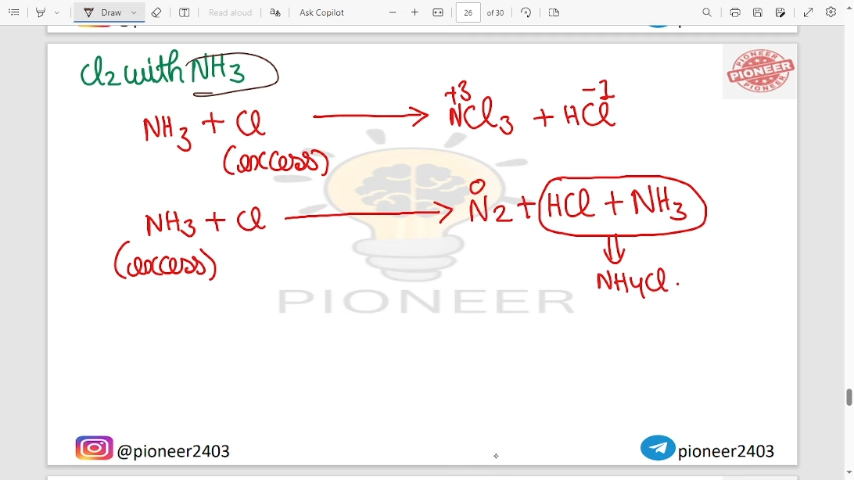 Draw
Read aloud
Ask Copilot
26 of 30
Cl2 with NH3
PIONEER
NH3 + Cl → +3 NCl3 + HCl -1
(excess)
NH3 + Cl → 0 N2 + HCl + NH3
(excess)
⇓
NH4Cl.
PIONEER
@pioneer2403
pioneer2403